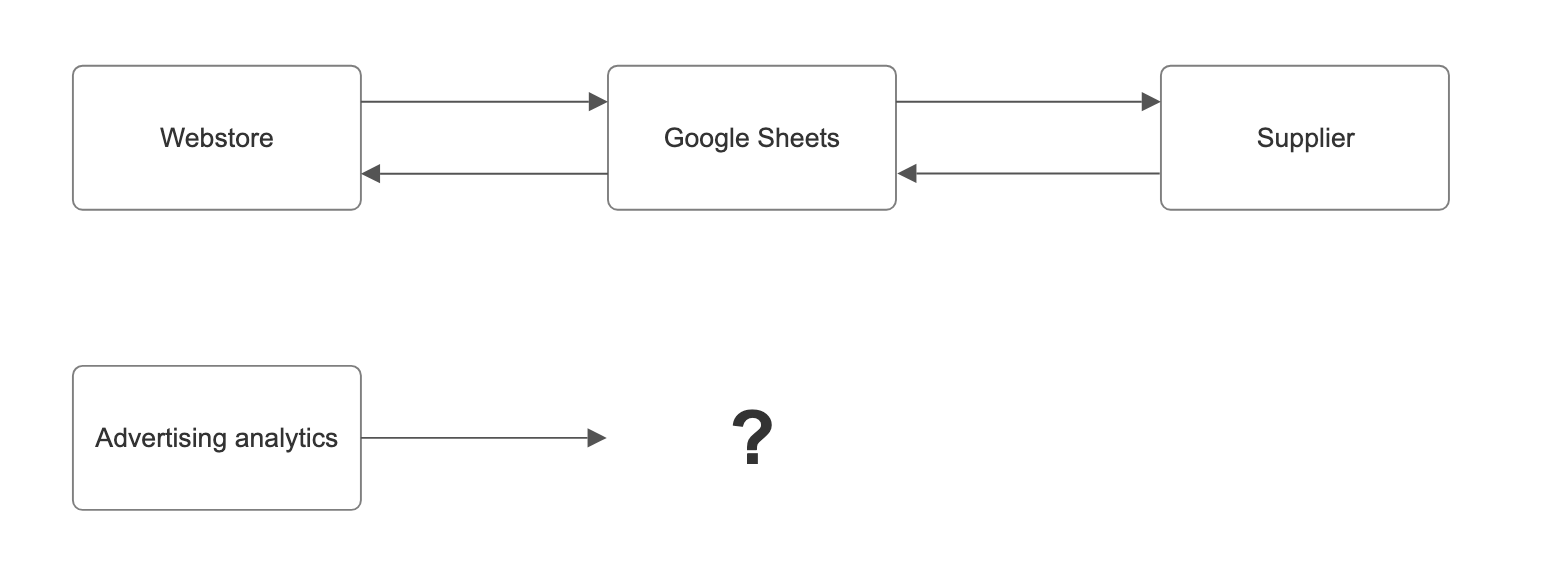 Webstore
Google Sheets
Supplier
Advertising analytics
?